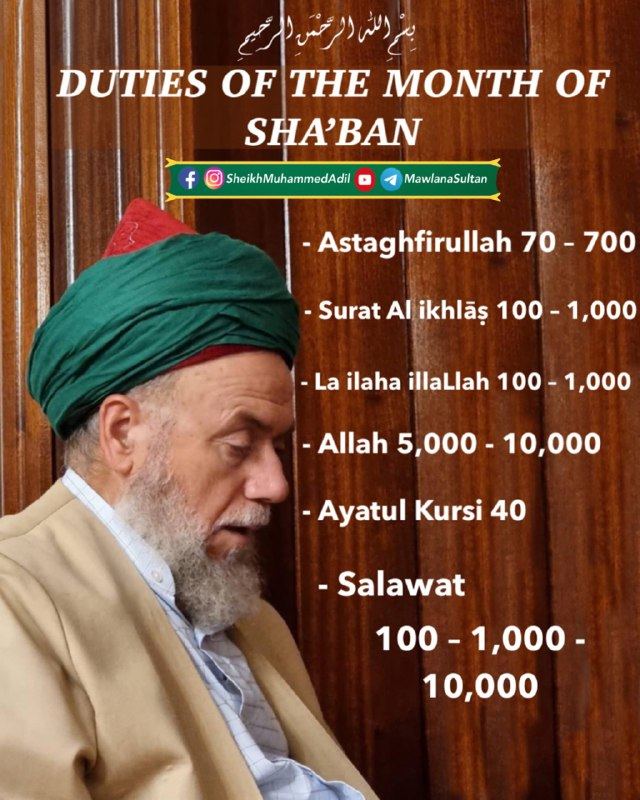 بِسْمِ اللهِ الرَّحْمٰنِ الرَّحِيْمِ
DUTIES OF THE MONTH OF
SHA’BAN
SheikhMuhammedAdil MawlanaSultan
- Astaghfirullah 70 – 700
- Surat Al ikhlāṣ 100 – 1,000
- La ilaha illaLlah 100 – 1,000
- Allah 5,000 - 10,000
- Ayatul Kursi 40
- Salawat
100 – 1,000 -
10,000